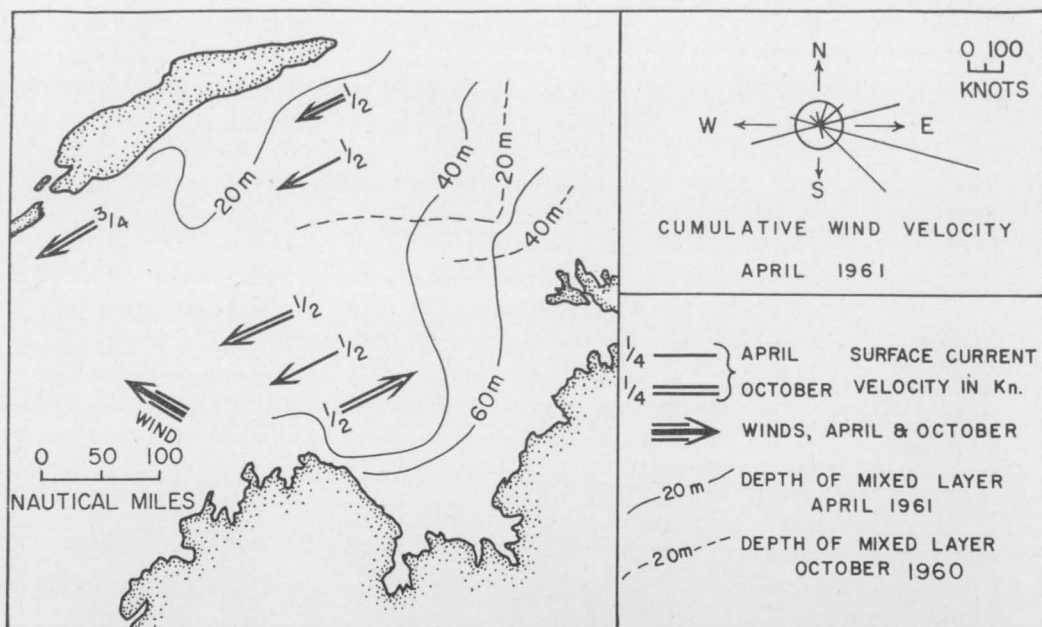 1/2
1/2
20 m
40 m
20 m
40 m
3/4
1/2
1/2
1/2
60 m
WIND
0 50 100
NAUTICAL MILES
N
W E
S
0 100
KNOTS
CUMULATIVE WIND VELOCITY
APRIL 1961
1/4 APRIL SURFACE CURRENT
1/4 OCTOBER VELOCITY IN Kn.
WINDS, APRIL & OCTOBER
20 m DEPTH OF MIXED LAYER
APRIL 1961
20 m DEPTH OF MIXED LAYER
OCTOBER 1960